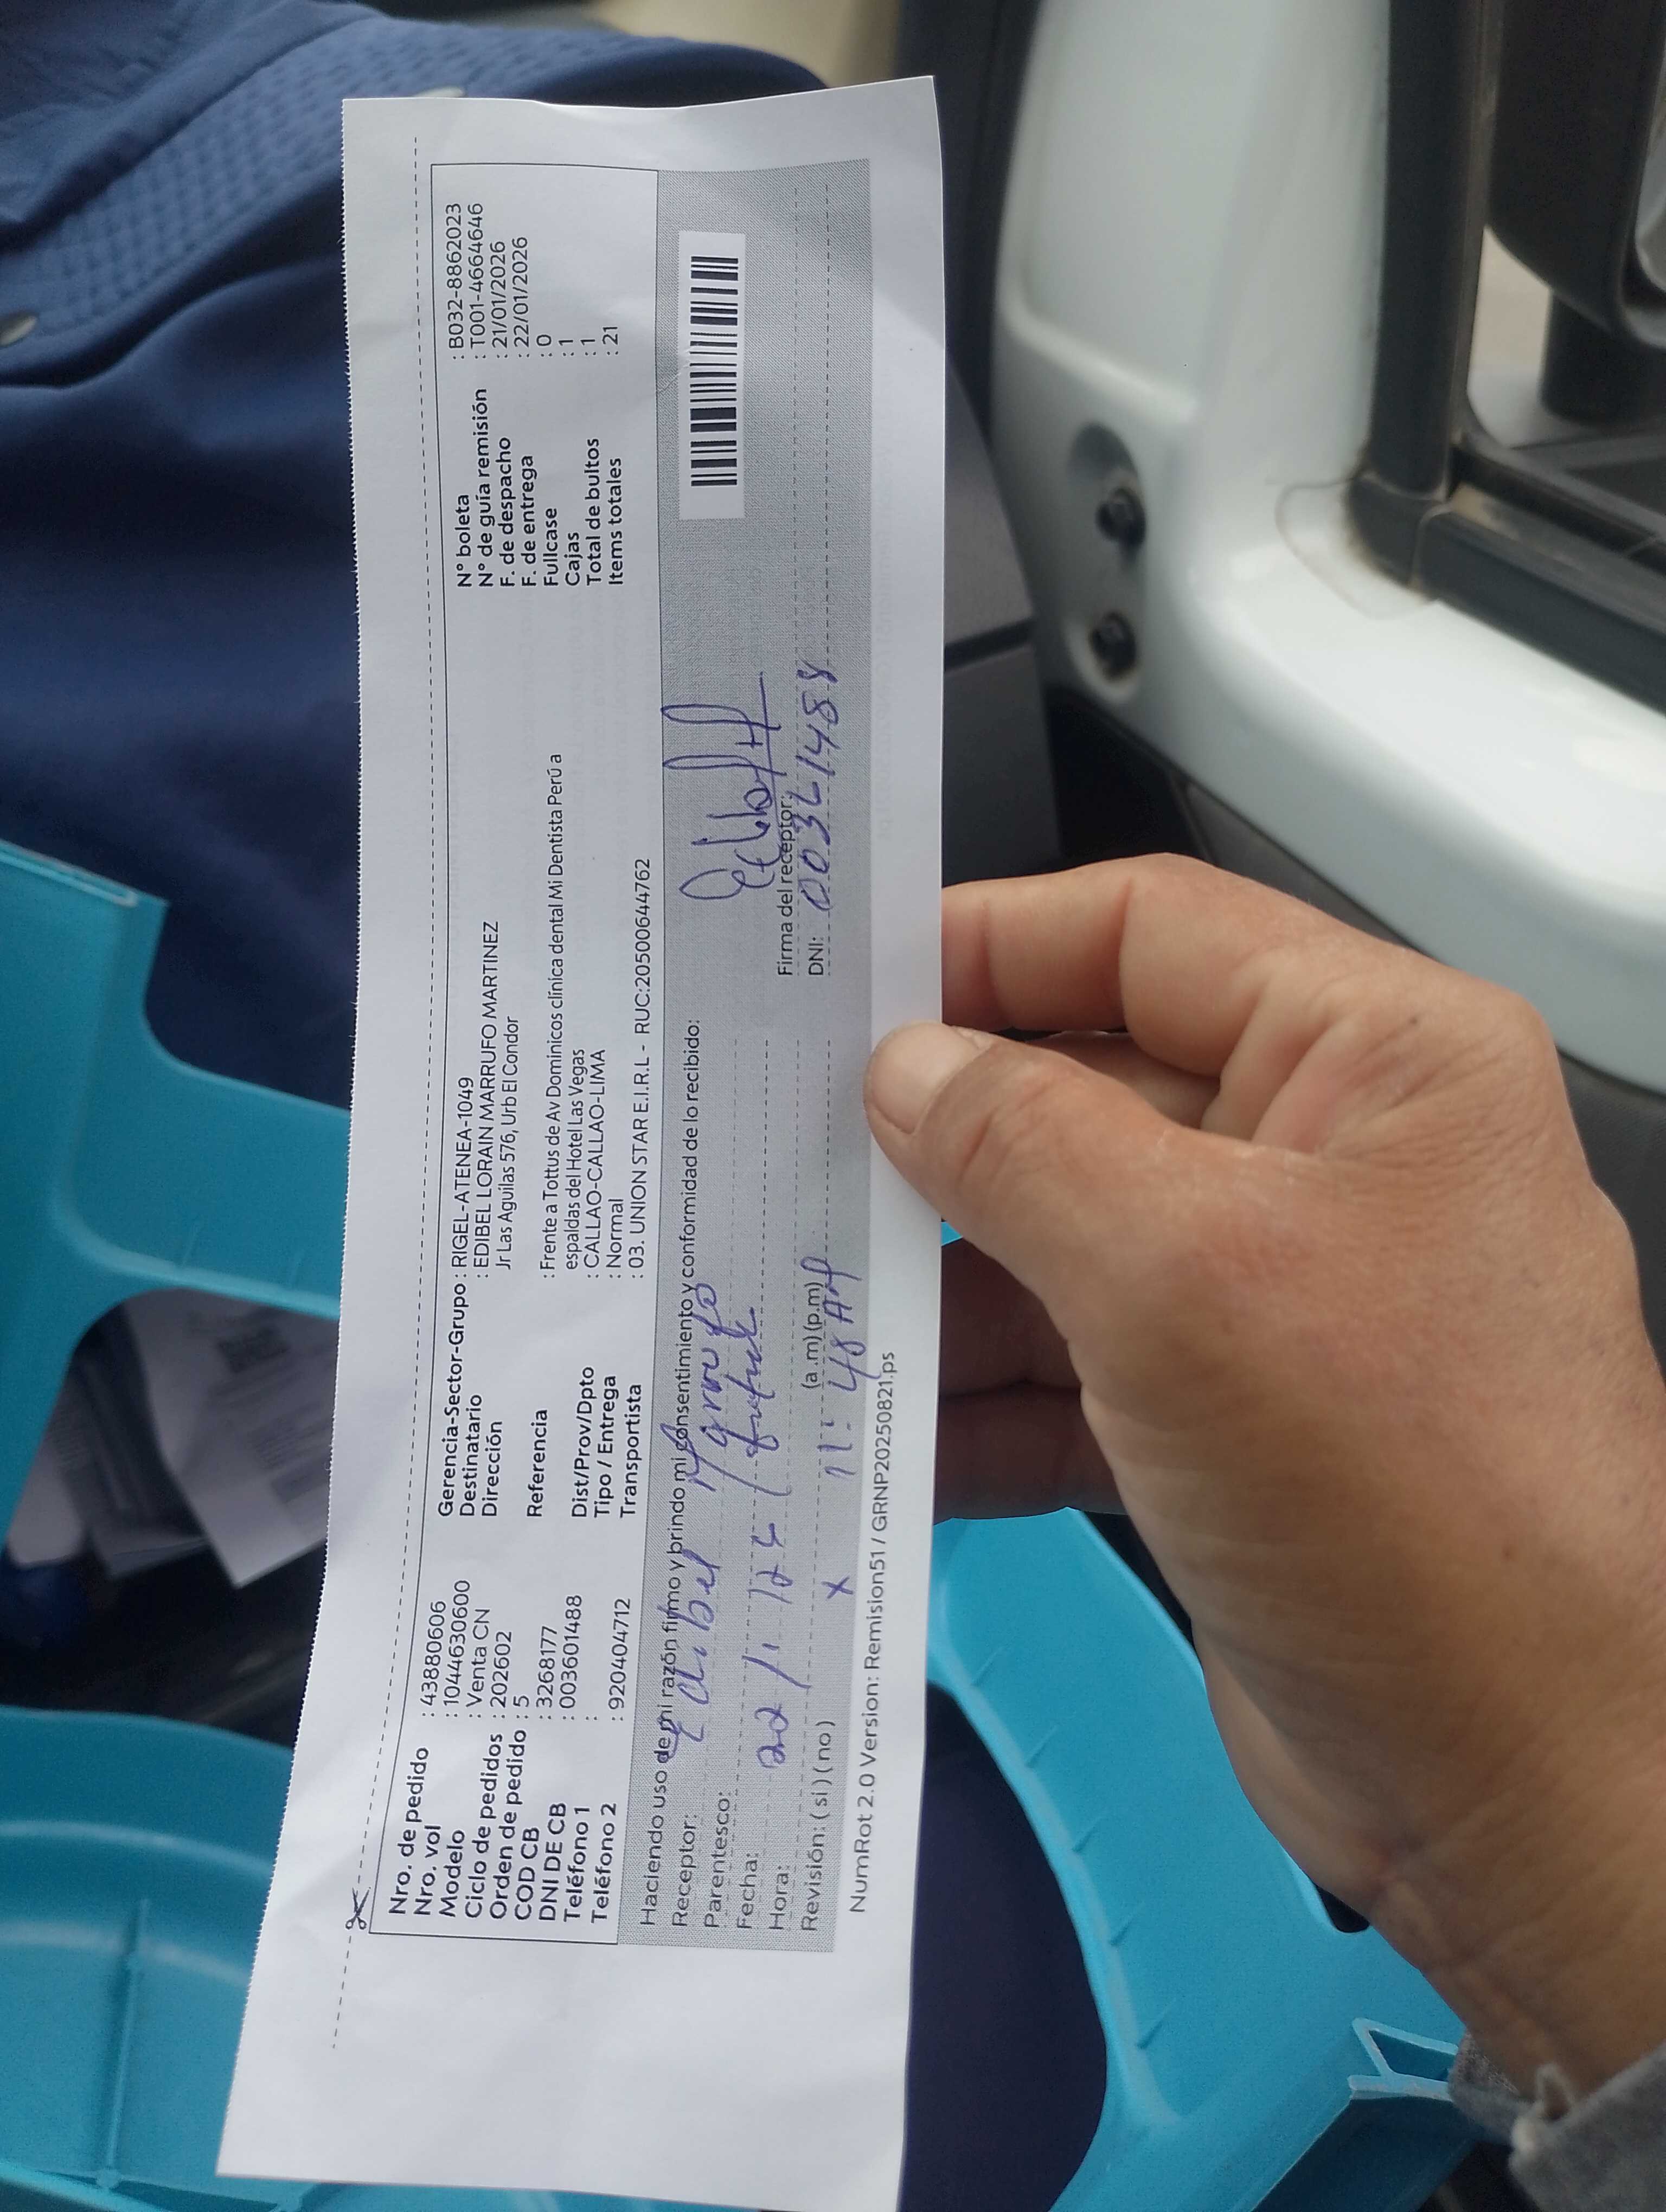 Nro. de pedido : 43880606
Nro. vol : 1044630600
Modelo : Venta CN
Ciclo de pedidos : 202602
Orden de pedido : 5
COD CB : 3268177
DNI DE CB : 003601488
Teléfono 1 :
Teléfono 2 : 920404712
Gerencia-Sector-Grupo : RIGEL-ATENEA-1049
Destinatario : EDIBEL LORAIN MARRUFO MARTINEZ
Dirección Jr Las Aguilas 576, Urb El Condor
Referencia : Frente a Tottus de Av Dominicos clínica dental Mi Dentista Perú a
espaldas del Hotel Las Vegas
Dist/Prov/Dpto : CALLAO-CALLAO-LIMA
Tipo / Entrega : Normal
Transportista : 03. UNION STAR E.I.R.L - RUC:20500644762
N° boleta : B032-8862023
N° de guía remisión : T001-4664646
F. de despacho : 21/01/2026
F. de entrega : 22/01/2026
Fullcase : 0
Cajas : 1
Total de bultos : 1
Items totales : 21
Haciendo uso de mi razón firmo y brindo mi consentimiento y conformidad de lo recibido:
Receptor: Edibel Marrufo
Parentesco:
Fecha: 22/1
Hora: (a.m) (p.m) 11:48 AM
Revisión: (si) (no) x
Firma del receptor:
DNI:
NumRot 2.0 Version: Remision51 / GRNP20250821.ps